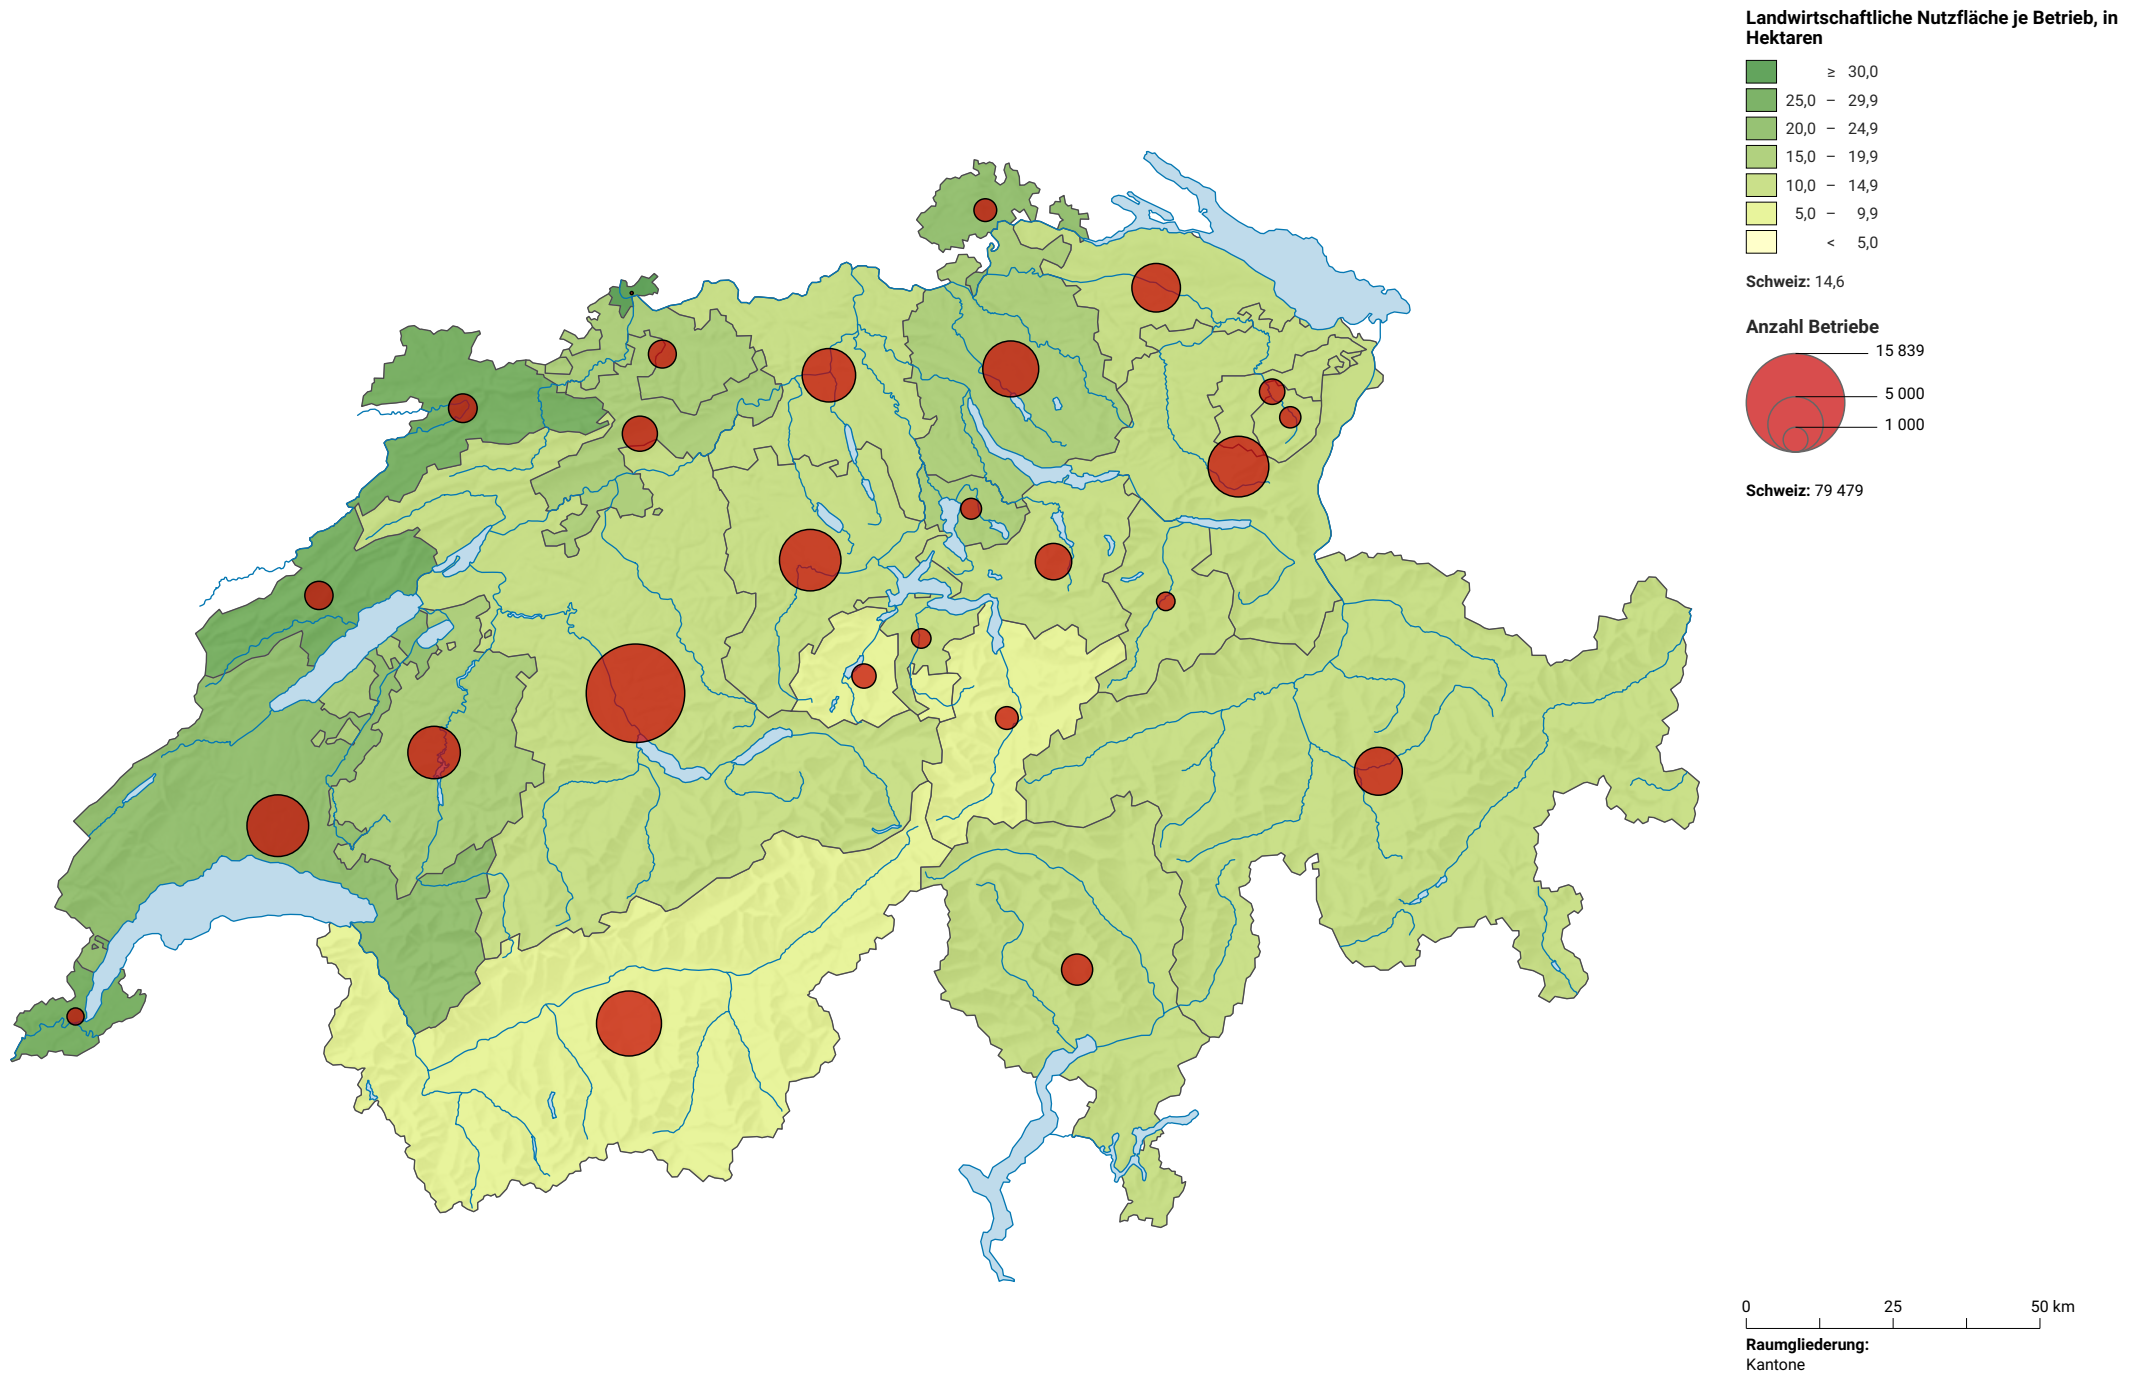 Landwirtschaftliche Nutzfläche je Betrieb, in
Hektaren
≥ 30,0
25,0 – 29,9
20,0 – 24,9
15,0 – 19,9
10,0 – 14,9
5,0 – 9,9
< 5,0
Schweiz: 14,6
Anzahl Betriebe
15 839
5 000
1 000
Schweiz: 79 479
0 25 50 km
Raumgliederung:
Kantone